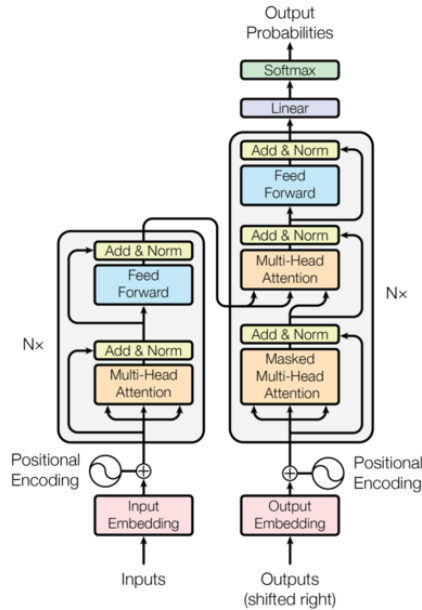 Output
Probabilities
Softmax
Linear
Add & Norm
Feed
Forward
Add & Norm
Multi-Head
Attention
Add & Norm
Masked
Multi-Head
Attention
Nx
Add & Norm
Feed
Forward
Add & Norm
Multi-Head
Attention
N×
Positional
Encoding
Positional
Encoding
Input
Embedding
Output
Embedding
Inputs
Outputs
(shifted right)